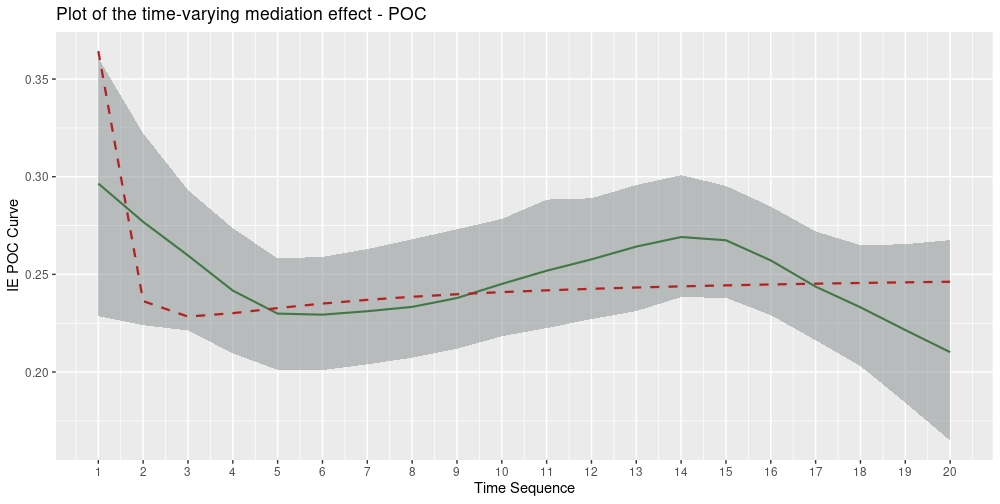 Plot of the time-varying mediation effect - POC
IE POC Curve
0.35
0.30
0.25
0.20
1 2 3 4 5 6 7 8 9 10 11 12 13 14 15 16 17 18 19 20
Time Sequence